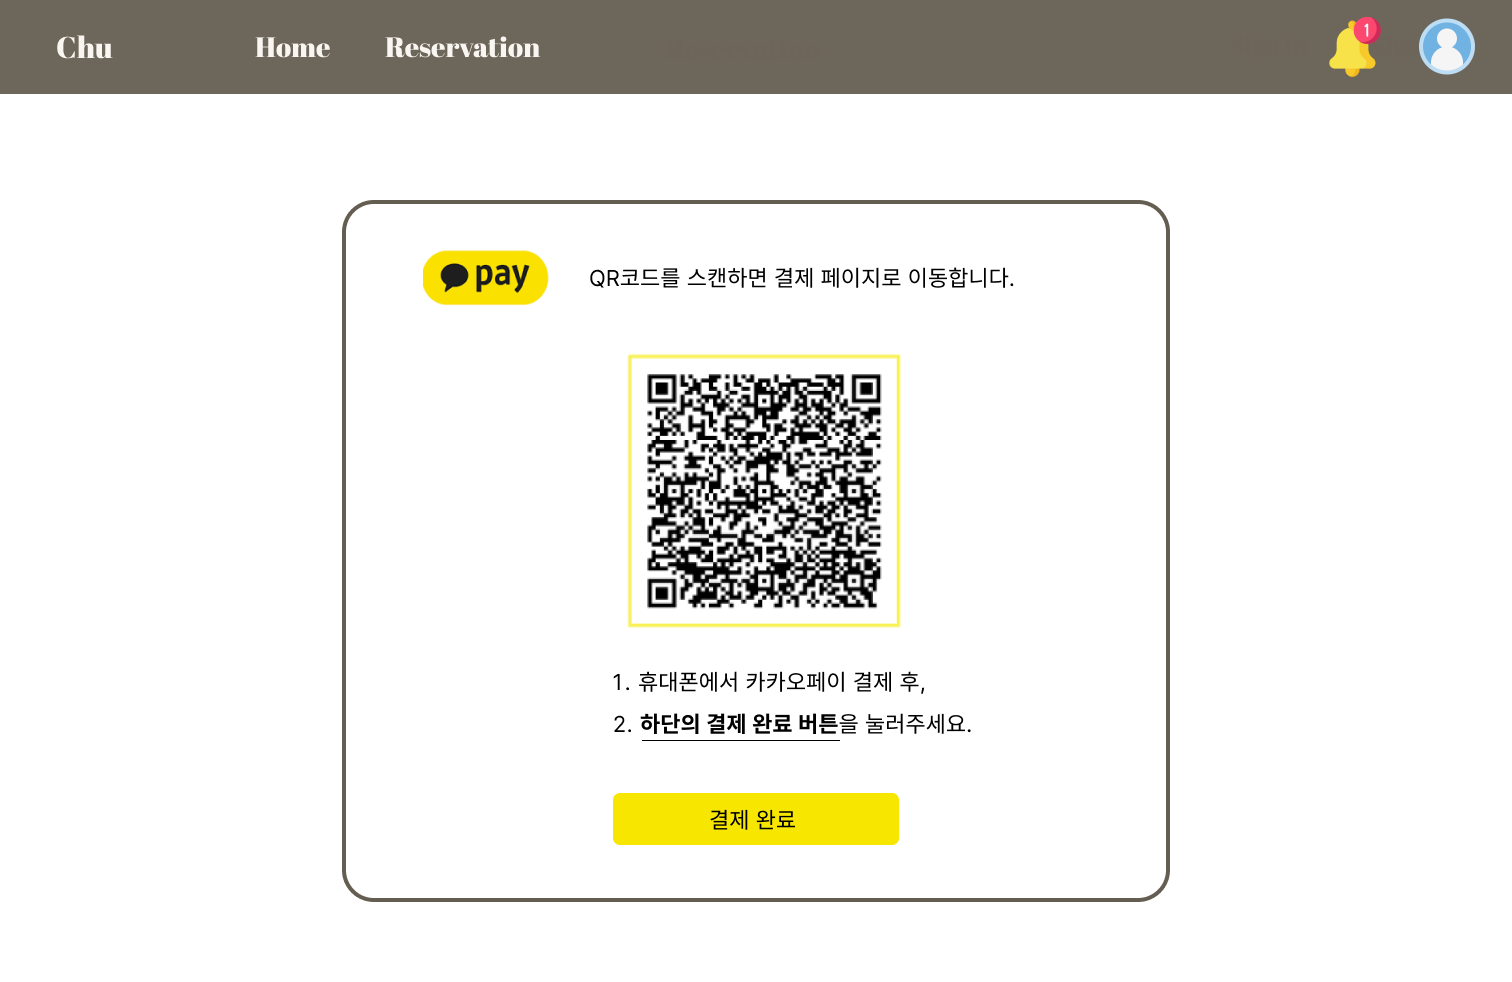 Chu Home Reservation 1
pay QR코드를 스캔하면 결제 페이지로 이동합니다.
1. 휴대폰에서 카카오페이 결제 후,
2. 하단의 결제 완료 버튼을 눌러주세요.
결제 완료